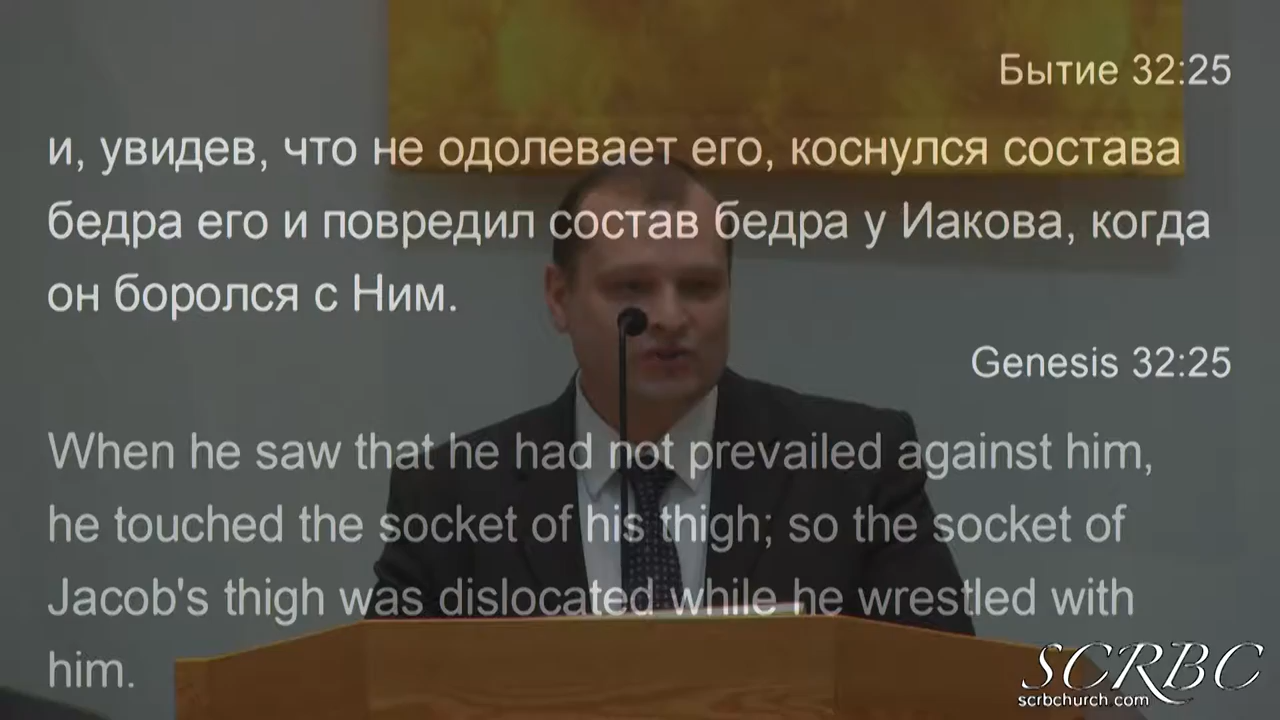 Бытие 32:25
и, увидев, что не одолевает его, коснулся состава
бедра его и повредил состав бедра у Иакова, когда
он боролся с Ним.
Genesis 32:25
When he saw that he had not prevailed against him,
he touched the socket of his thigh; so the socket of
Jacob's thigh was dislocated while he wrestled with
him.
SCRBC
scrbchurch.com